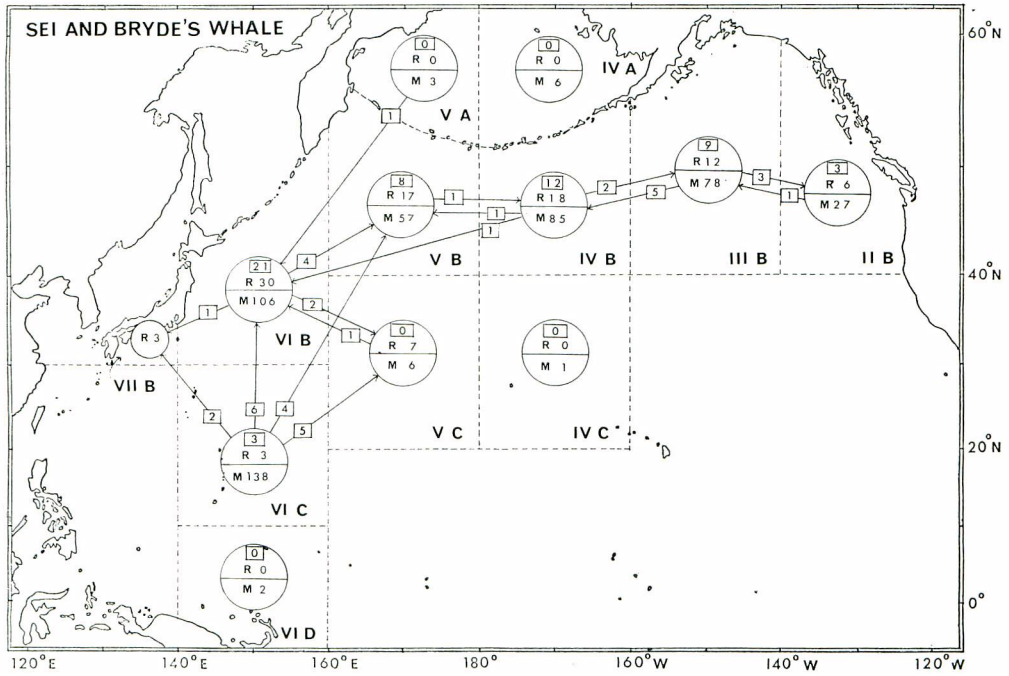 SEI AND BRYDE'S WHALE
60°N
0
R 0
M 3
V A
0
R 0
M 6
IV A
1
8
R 17
M 57
V B
1
1
1
12
R 18
M 85
IV B
2
5
9
R 12
M 78
III B
3
1
3
R 6
M 27
II B
40°N
21
R 30
M 106
VI B
4
2
1
1
R 3
VII B
0
R 7
M 6
V C
0
R 0
M 1
IV C
2
6
4
5
3
R 3
M 138
VI C
20°N
0
R 0
M 2
VI D
0°
120°E
140°E
160°E
180°
160°W
140°W
120°W